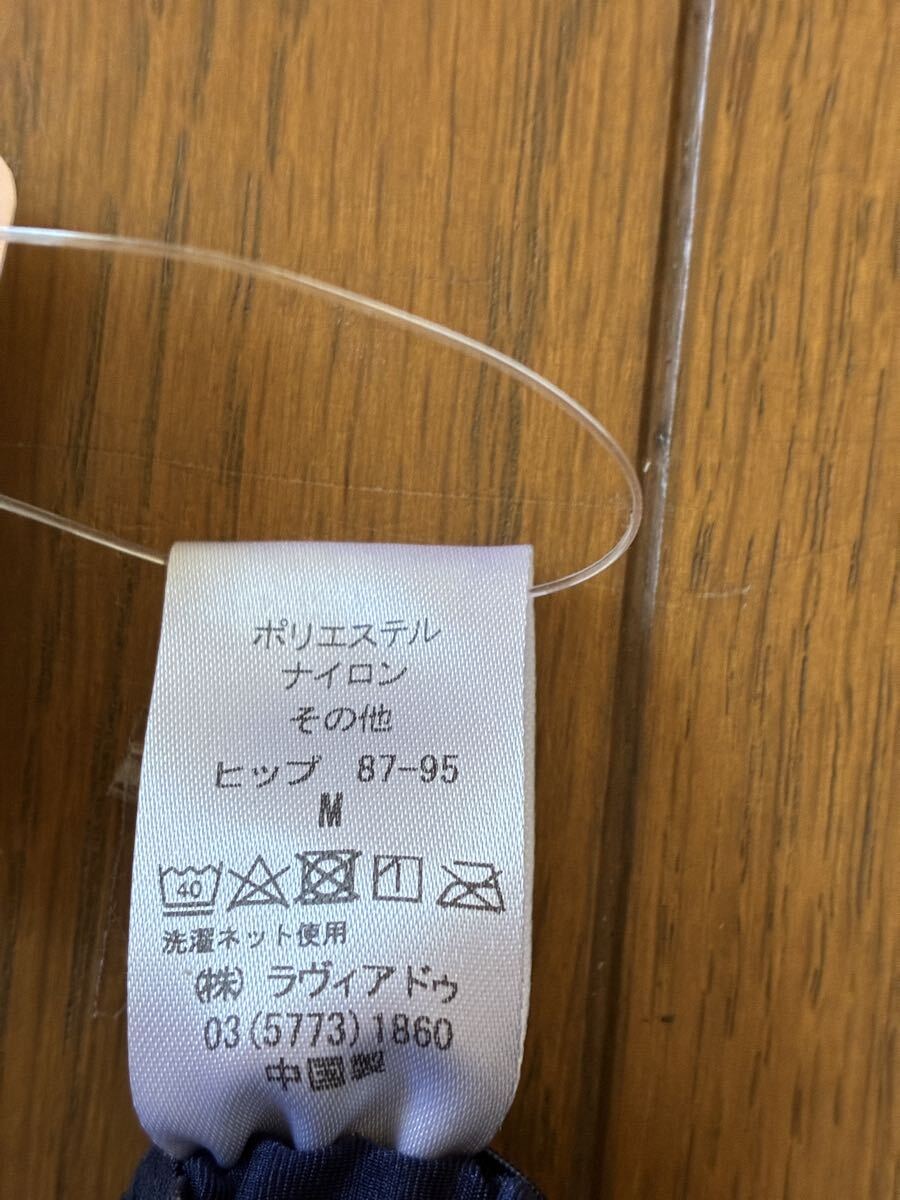 ポリエステル
ナイロン
その他
ヒップ 87-95
M
40
洗濯ネット使用
(株) ラヴィアドゥ
03(5773)1860
中国製